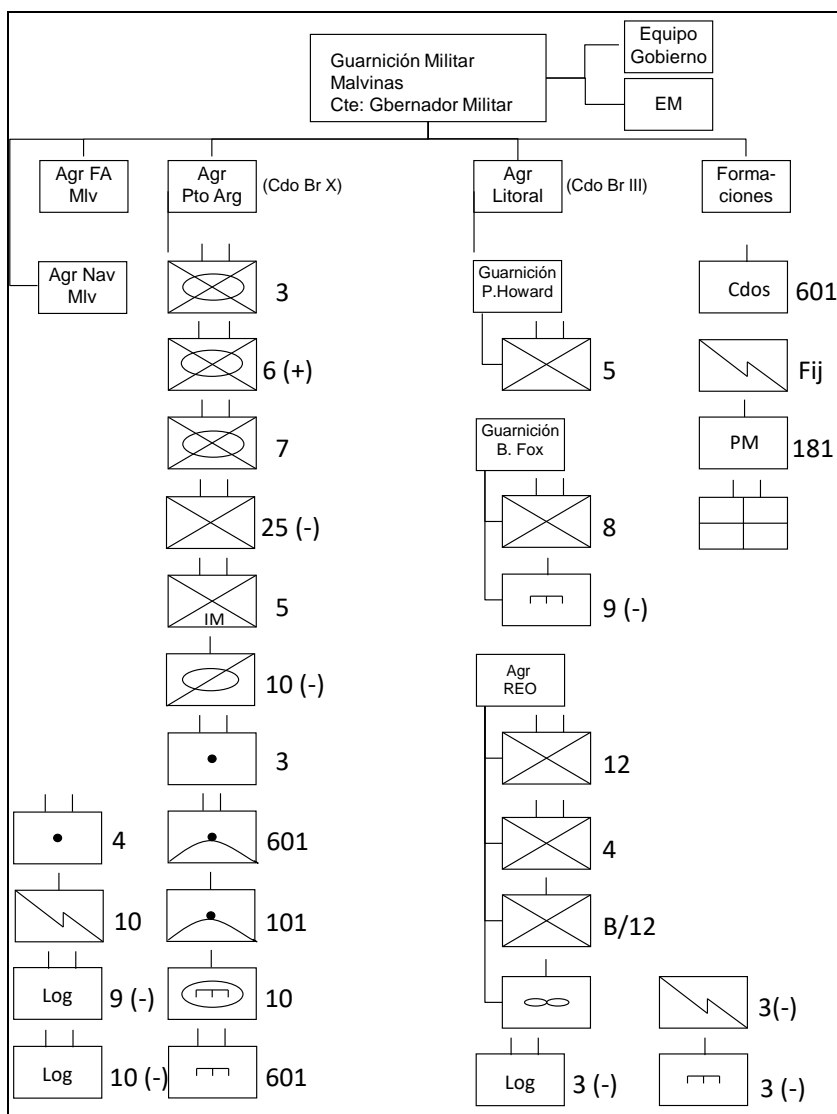 Guarnición Militar
Malvinas
Cte: Gbernador Militar
Equipo
Gobierno
EM
Agr FA
Mlv
Agr
Pto Arg
(Cdo Br X)
Agr
Litoral
(Cdo Br III)
Forma-
ciones
Agr Nav
Mlv
3
Guarnición
P.Howard
Cdos
601
6 (+)
5
Fij
7
Guarnición
B. Fox
PM
181
25 (-)
8
IM
5
9 (-)
10 (-)
Agr
REO
3
12
4
601
4
10
101
B/12
Log
9 (-)
10
3(-)
Log
10 (-)
601
Log
3 (-)
3 (-)